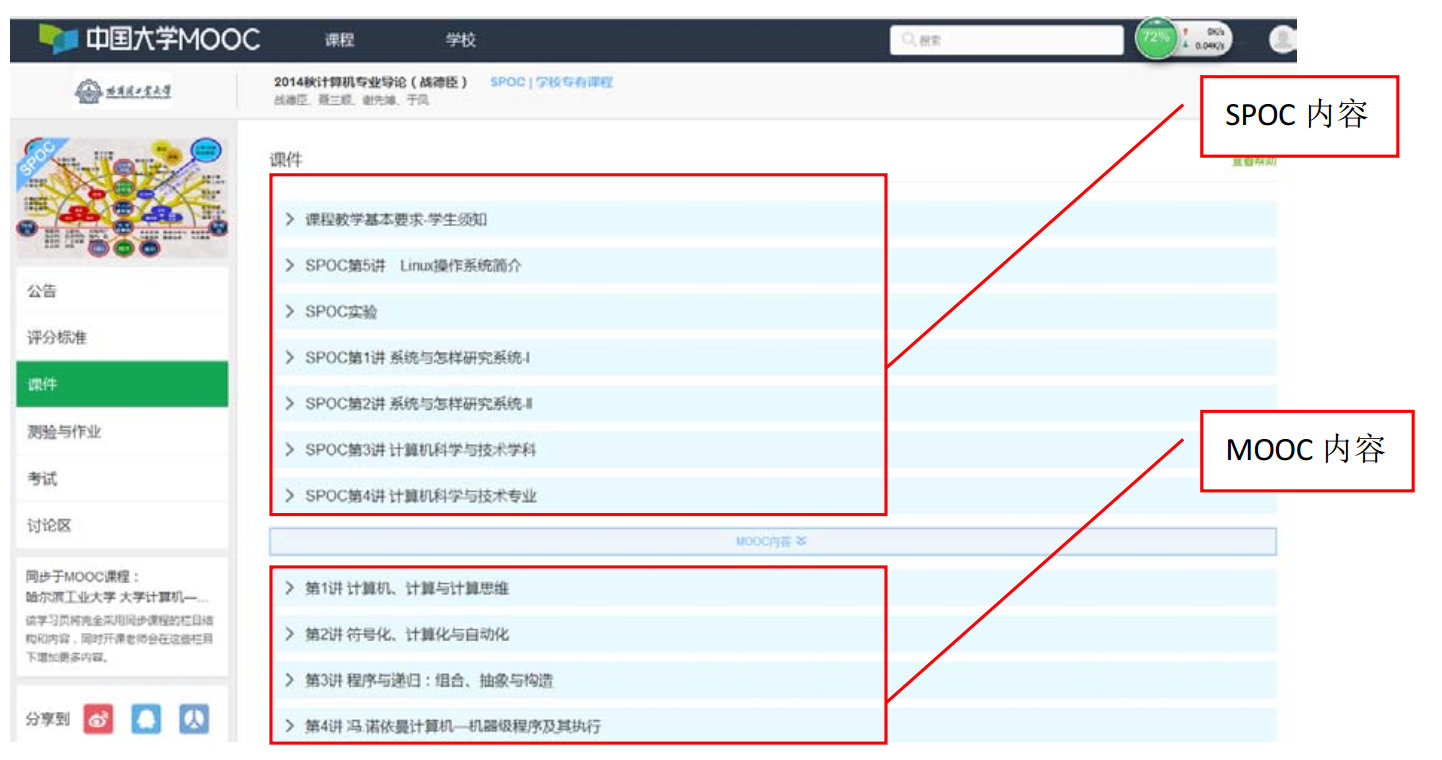 中国大学MOOC 课程 学校 搜索 72% 0K/s
0.04K/s
2014秋计算机专业导论（战德臣） SPOC | 学校专有课程
战德臣、聂兰顺、谢先博、于凤
SPOC 内容
SPOC
课件
查看帮助
课程教学基本要求-学生须知
SPOC第5讲 Linux操作系统简介
SPOC实验
SPOC第1讲 系统与怎样研究系统-I
SPOC第2讲 系统与怎样研究系统-II
SPOC第3讲 计算机科学与技术学科
SPOC第4讲 计算机科学与技术专业
MOOC内容
MOOC 内容
第1讲 计算机、计算与计算思维
第2讲 符号化、计算化与自动化
第3讲 程序与递归：组合、抽象与构造
第4讲 冯.诺依曼计算机—机器级程序及其执行
公告
评分标准
课件
测验与作业
考试
讨论区
同步于MOOC课程：
哈尔滨工业大学 大学计算机—...
该学习页将完全采用同步课程的栏目结
构和内容，同时开课老师会在这些栏目
下增加更多内容。
分享到